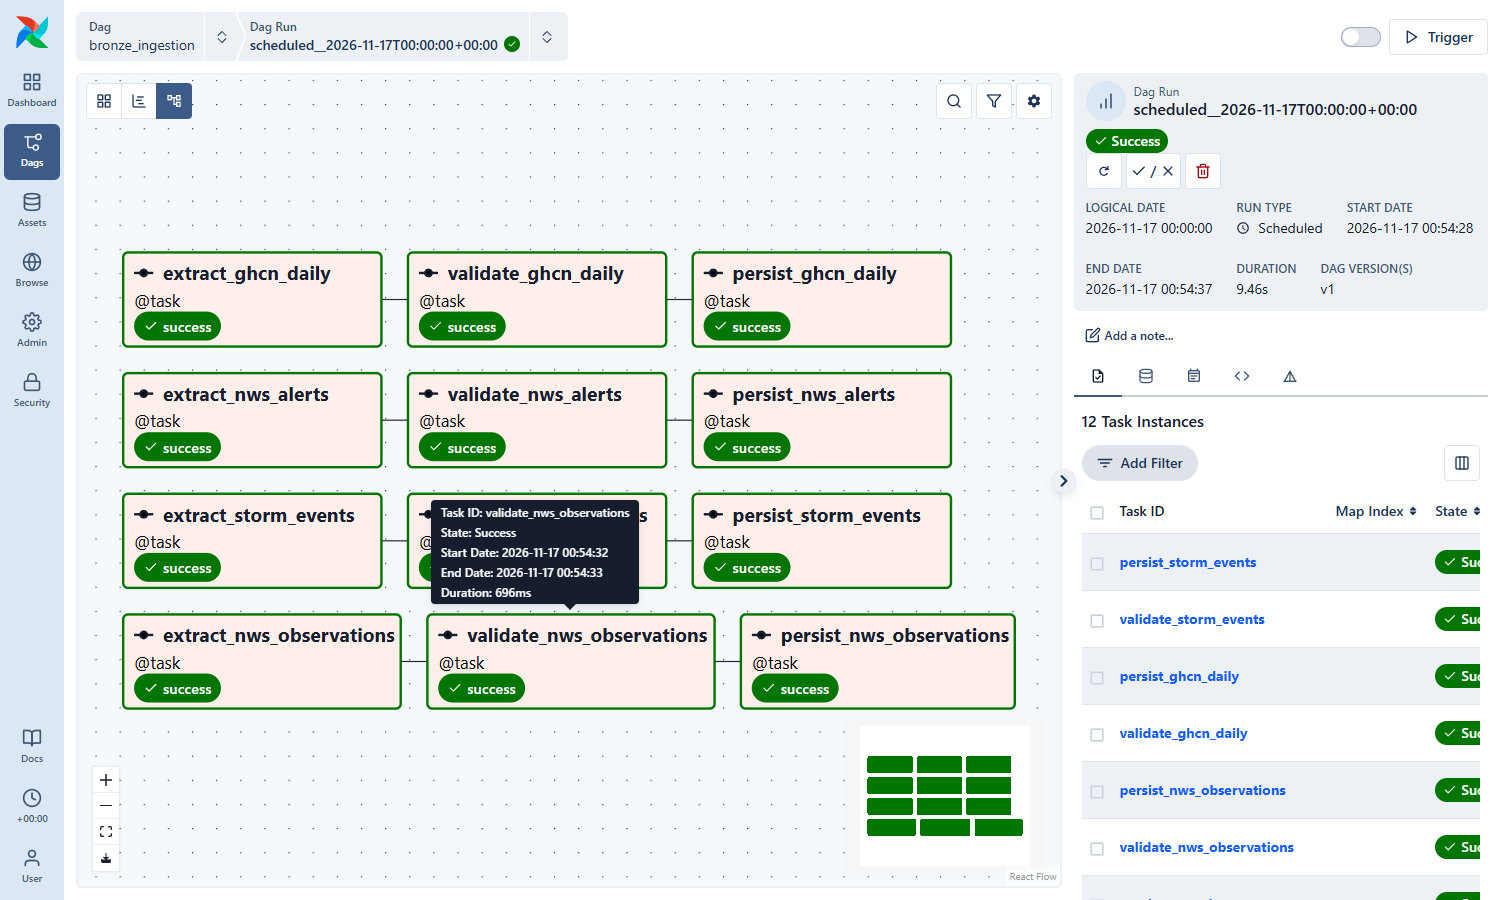 Dag
bronze_ingestion
Dag Run
scheduled__2026-11-17T00:00:00+00:00
Trigger
Dashboard
Dags
Assets
Browse
Admin
Security
Docs
+00:00
User
extract_ghcn_daily
@task
success
validate_ghcn_daily
@task
success
persist_ghcn_daily
@task
success
extract_nws_alerts
@task
success
validate_nws_alerts
@task
success
persist_nws_alerts
@task
success
extract_storm_events
@task
success
s
@
Task ID: validate_nws_observations
State: Success
Start Date: 2026-11-17 00:54:32
End Date: 2026-11-17 00:54:33
Duration: 696ms
persist_storm_events
@task
success
extract_nws_observations
@task
success
validate_nws_observations
@task
success
persist_nws_observations
@task
success
React Flow
Dag Run
scheduled__2026-11-17T00:00:00+00:00
Success
/
LOGICAL DATE
2026-11-17 00:00:00
RUN TYPE
Scheduled
START DATE
2026-11-17 00:54:28
END DATE
2026-11-17 00:54:37
DURATION
9.46s
DAG VERSION(S)
v1
Add a note...
12 Task Instances
Add Filter
Task ID
Map Index
State
persist_storm_events
Suc
validate_storm_events
Suc
persist_ghcn_daily
Suc
validate_ghcn_daily
Suc
persist_nws_observations
Suc
validate_nws_observations
Suc